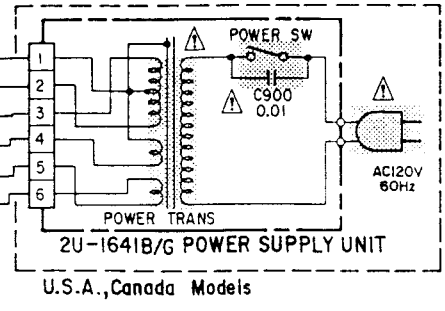 POWER SW
1
2
3
4
5
6
C900
0.01
AC120V
60Hz
POWER TRANS
2U-1641B/G POWER SUPPLY UNIT
U.S.A.,Canada Models